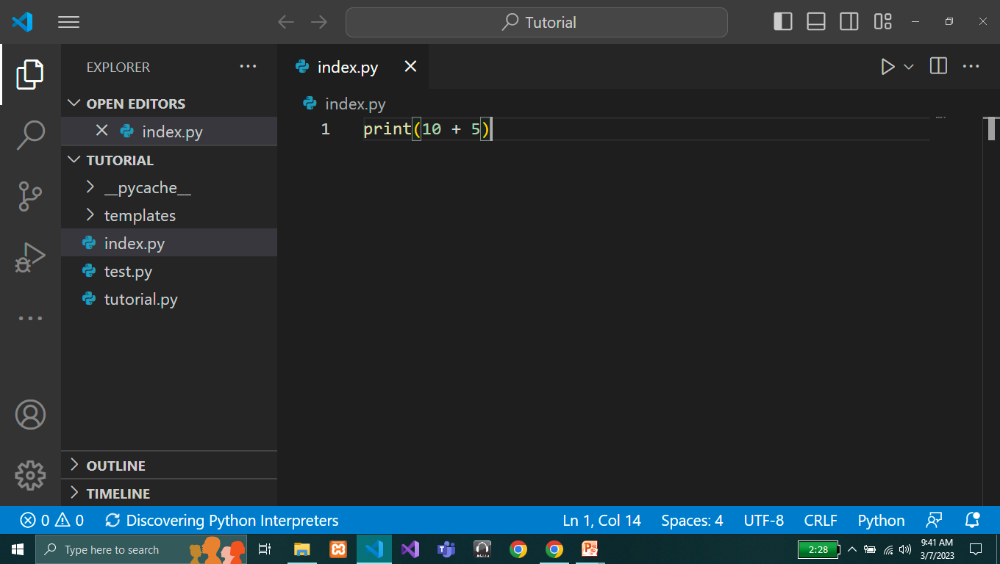 Tutorial
EXPLORER
index.py
OPEN EDITORS
index.py
index.py
1 print(10 + 5)
TUTORIAL
__pycache__
templates
index.py
test.py
tutorial.py
OUTLINE
TIMELINE
0 0 Discovering Python Interpreters Ln 1, Col 14 Spaces: 4 UTF-8 CRLF Python
Type here to search
2:28
9:41 AM
3/7/2023